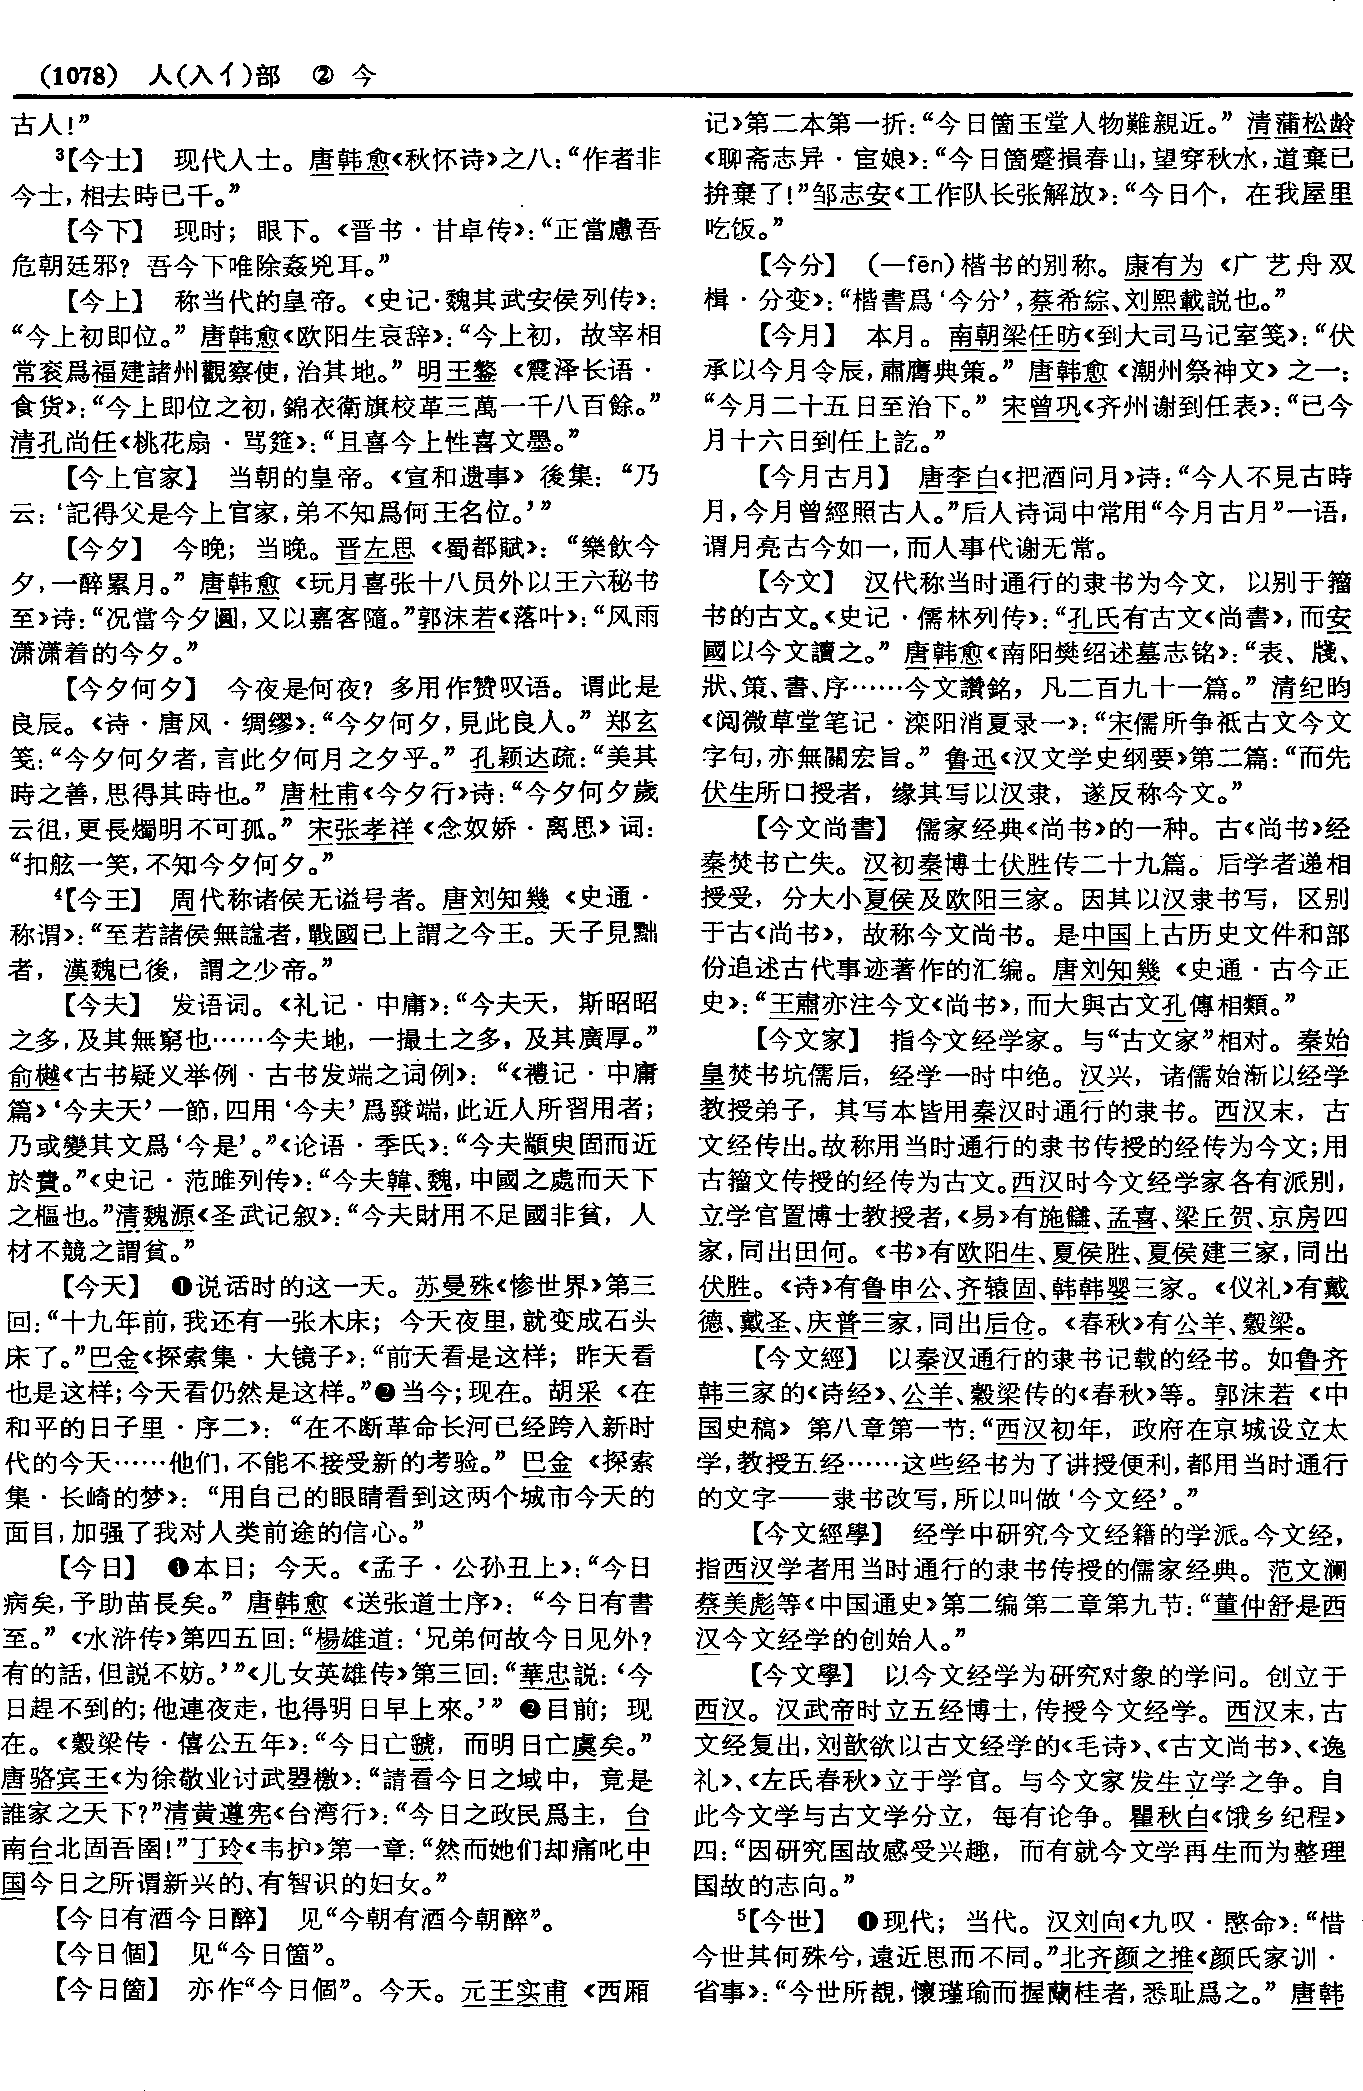 (1078) 人(入亻)部 ② 今
古人!”
³【今士】 现代人士。唐韩愈《秋怀诗》之八:“作者非
今士,相去時已千。”
【今下】 现时;眼下。《晋书·甘卓传》:“正當慮吾
危朝廷邪?吾今下唯除姦兇耳。”
【今上】 称当代的皇帝。《史记·魏其武安侯列传》:
“今上初即位。”唐韩愈《欧阳生哀辞》:“今上初,故宰相
常衮爲福建諸州觀察使,治其地。”明王鏊《震泽长语·
食货》:“今上即位之初,錦衣衛旗校革三萬一千八百餘。”
清孔尚任《桃花扇·骂筵》:“且喜今上性喜文墨。”
【今上官家】 当朝的皇帝。《宣和遗事》後集:“乃
云:‘記得父是今上官家,弟不知爲何王名位。’”
【今夕】 今晚;当晚。晋左思《蜀都賦》:“樂飲今
夕,一醉累月。”唐韩愈《玩月喜张十八员外以王六秘书
至》诗:“况當今夕圓,又以嘉客隨。”郭沫若《落叶》:“风雨
潇潇着的今夕。”
【今夕何夕】 今夜是何夜?多用作赞叹语。谓此是
良辰。《诗·唐风·绸缪》:“今夕何夕,見此良人。”郑玄
笺:“今夕何夕者,言此夕何月之夕乎。”孔颖达疏:“美其
時之善,思得其時也。”唐杜甫《今夕行》诗:“今夕何夕歲
云徂,更長燭明不可孤。”宋张孝祥《念奴娇·离思》词:
“扣舷一笑,不知今夕何夕。”
⁴【今王】 周代称诸侯无谥号者。唐刘知幾《史通·
称谓》:“至若諸侯無諡者,戰國已上謂之今王。天子見黜
者,漢魏已後,謂之少帝。”
【今夫】 发语词。《礼记·中庸》:“今夫天,斯昭昭
之多,及其無窮也……今夫地,一撮土之多,及其廣厚。”
俞樾《古书疑义举例·古书发端之词例》:“《禮记·中庸
篇》‘今夫天’一節,四用‘今夫’爲發端,此近人所習用者;
乃或變其文爲‘今是’。”《论语·季氏》:“今夫顓臾固而近
於費。”《史记·范雎列传》:“今夫韓、魏,中國之處而天下
之樞也。”清魏源《圣武记叙》:“今夫財用不足國非貧,人
材不競之謂貧。”
【今天】 ❶说话时的这一天。苏曼殊《惨世界》第三
回:“十九年前,我还有一张木床;今天夜里,就变成石头
床了。”巴金《探索集·大镜子》:“前天看是这样;昨天看
也是这样;今天看仍然是这样。”❷当今;现在。胡采《在
和平的日子里·序二》:“在不断革命长河已经跨入新时
代的今天……他们,不能不接受新的考验。”巴金《探索
集·长崎的梦》:“用自己的眼睛看到这两个城市今天的
面目,加强了我对人类前途的信心。”
【今日】 ❶本日;今天。《孟子·公孙丑上》:“今日
病矣,予助苗長矣。”唐韩愈《送张道士序》:“今日有書
至。”《水浒传》第四五回:“楊雄道:‘兄弟何故今日见外?
有的話,但説不妨。’”《儿女英雄传》第三回:“華忠説:‘今
日趕不到的;他連夜走,也得明日早上來。’”❷目前;现
在。《穀梁传·僖公五年》:“今日亡虢,而明日亡虞矣。”
唐骆宾王《为徐敬业讨武曌檄》:“請看今日之域中,竟是
誰家之天下?”清黄遵宪《台湾行》:“今日之政民爲主,台
南台北固吾圉!”丁玲《韦护》第一章:“然而她们却痛叱中
国今日之所谓新兴的、有智识的妇女。”
【今日有酒今日醉】 见“今朝有酒今朝醉”。
【今日個】 见“今日箇”。
【今日箇】 亦作“今日個”。今天。元王实甫《西厢
记》第二本第一折:“今日箇玉堂人物難親近。”清蒲松龄
《聊斋志异·宦娘》:“今日箇蹙損春山,望穿秋水,道棄已
拚棄了!”邹志安《工作队长张解放》:“今日个,在我屋里
吃饭。”
【今分】 (—fēn)楷书的别称。康有为《广艺舟双
楫·分变》:“楷書爲‘今分’,蔡希綜、刘熙載説也。”
【今月】 本月。南朝梁任昉《到大司马记室笺》:“伏
承以今月令辰,肅膺典策。”唐韩愈《潮州祭神文》之一:
“今月二十五日至治下。”宋曾巩《齐州谢到任表》:“已今
月十六日到任上訖。”
【今月古月】 唐李白《把酒问月》诗:“今人不見古時
月,今月曾經照古人。”后人诗词中常用“今月古月”一语,
谓月亮古今如一,而人事代谢无常。
【今文】 汉代称当时通行的隶书为今文,以别于籀
书的古文。《史记·儒林列传》:“孔氏有古文《尚書》,而安
國以今文讀之。”唐韩愈《南阳樊绍述墓志铭》:“表、牋、
狀、策、書、序……今文讚銘,凡二百九十一篇。”清纪昀
《阅微草堂笔记·滦阳消夏录一》:“宋儒所争祇古文今文
字句,亦無關宏旨。”鲁迅《汉文学史纲要》第二篇:“而先
伏生所口授者,缘其写以汉隶,遂反称今文。”
【今文尚書】 儒家经典《尚书》的一种。古《尚书》经
秦焚书亡失。汉初秦博士伏胜传二十九篇。后学者递相
授受,分大小夏侯及欧阳三家。因其以汉隶书写,区别
于古《尚书》,故称今文尚书。是中国上古历史文件和部
份追述古代事迹著作的汇编。唐刘知幾《史通·古今正
史》:“王肅亦注今文《尚书》,而大與古文孔傳相類。”
【今文家】 指今文经学家。与“古文家”相对。秦始
皇焚书坑儒后,经学一时中绝。汉兴,诸儒始渐以经学
教授弟子,其写本皆用秦汉时通行的隶书。西汉末,古
文经传出。故称用当时通行的隶书传授的经传为今文;用
古籀文传授的经传为古文。西汉时今文经学家各有派别,
立学官置博士教授者,《易》有施雠、孟喜、梁丘贺、京房四
家,同出田何。《书》有欧阳生、夏侯胜、夏侯建三家,同出
伏胜。《诗》有鲁申公、齐辕固、韩韩婴三家。《仪礼》有戴
德、戴圣、庆普三家,同出后仓。《春秋》有公羊、穀梁。
【今文經】 以秦汉通行的隶书记载的经书。如鲁齐
韩三家的《诗经》、公羊、穀梁传的《春秋》等。郭沫若《中
国史稿》第八章第一节:“西汉初年,政府在京城设立太
学,教授五经……这些经书为了讲授便利,都用当时通行
的文字——隶书改写,所以叫做‘今文经’。”
【今文經學】 经学中研究今文经籍的学派。今文经,
指西汉学者用当时通行的隶书传授的儒家经典。范文澜
蔡美彪等《中国通史》第二编第二章第九节:“董仲舒是西
汉今文经学的创始人。”
【今文學】 以今文经学为研究对象的学问。创立于
西汉。汉武帝时立五经博士,传授今文经学。西汉末,古
文经复出,刘歆欲以古文经学的《毛诗》、《古文尚书》、《逸
礼》、《左氏春秋》立于学官。与今文家发生立学之争。自
此今文学与古文学分立,每有论争。瞿秋白《饿乡纪程》
四:“因研究国故感受兴趣,而有就今文学再生而为整理
国故的志向。”
⁵【今世】 ❶现代;当代。汉刘向《九叹·愍命》:“惜
今世其何殊兮,遠近思而不同。”北齐颜之推《颜氏家训·
省事》:“今世所覩,懷瑾瑜而握蘭桂者,悉耻爲之。”唐韩